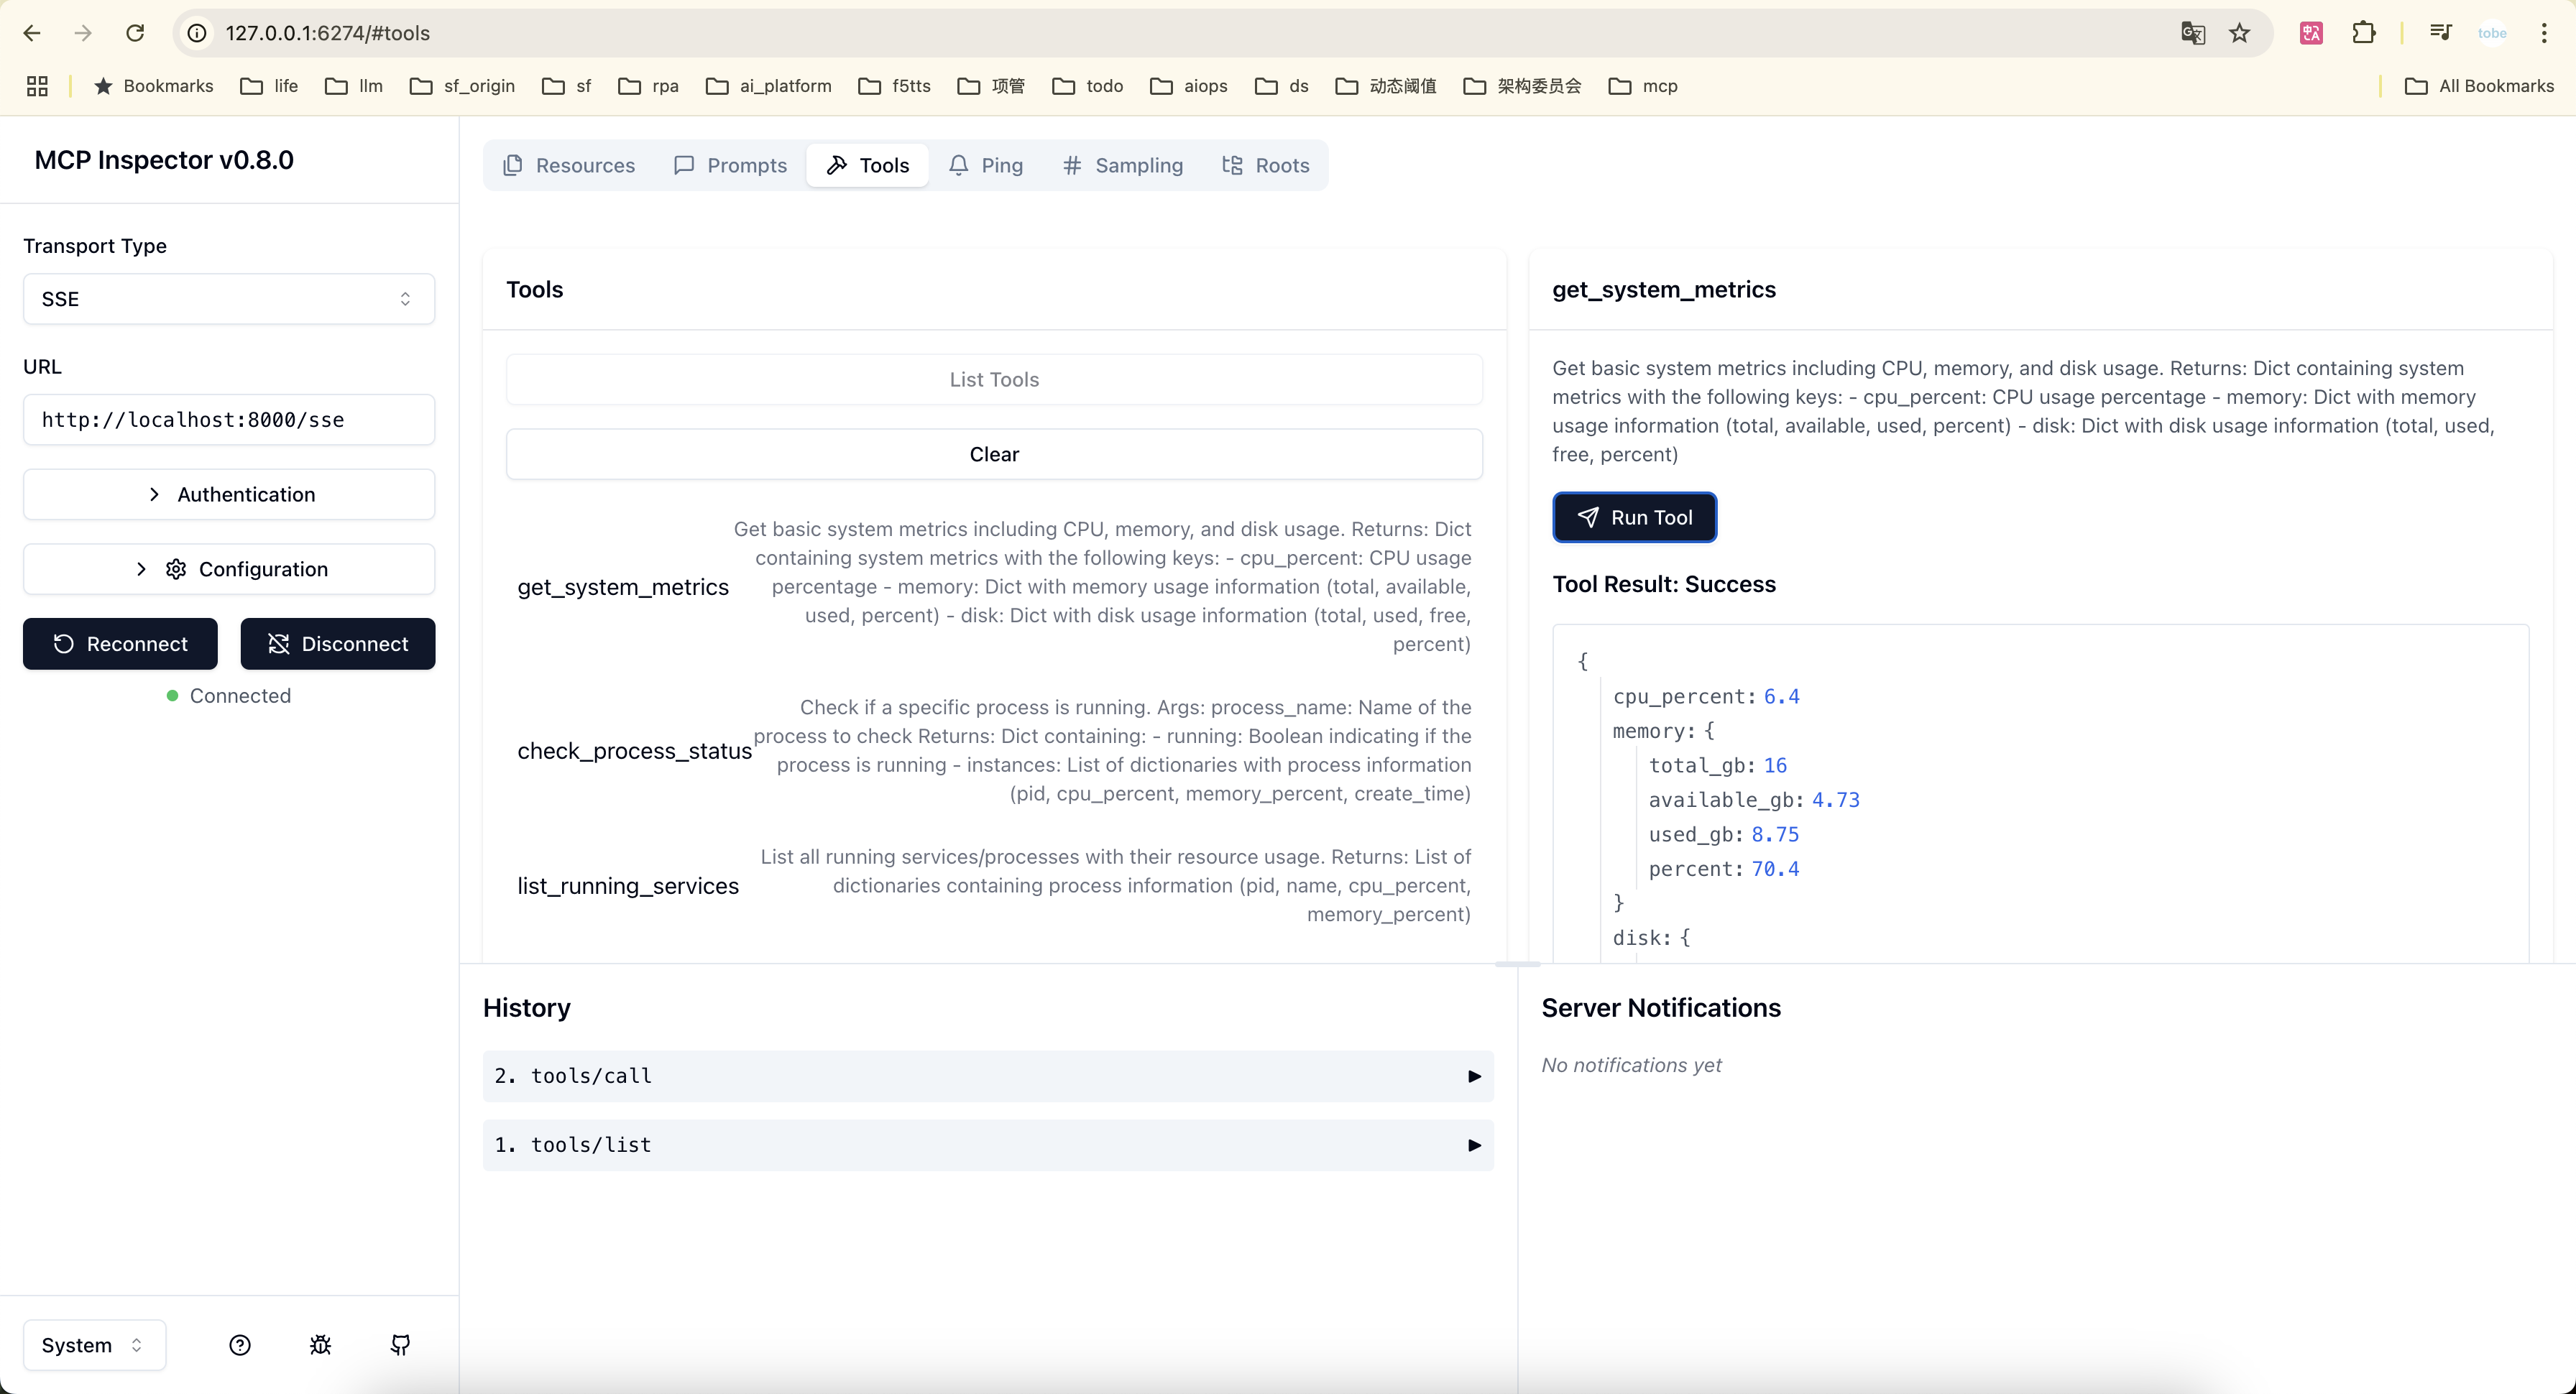 127.0.0.1:6274/#tools
tobe
Bookmarks life llm sf_origin sf rpa ai_platform f5tts 项管 todo aiops ds 动态阈值 架构委员会 mcp All Bookmarks
MCP Inspector v0.8.0
Transport Type
SSE
URL
http://localhost:8000/sse
Authentication
Configuration
Reconnect Disconnect
Connected
System
Resources Prompts Tools Ping Sampling Roots
Tools
List Tools
Clear
get_system_metrics
Get basic system metrics including CPU, memory, and disk usage. Returns: Dict
containing system metrics with the following keys: - cpu_percent: CPU usage
percentage - memory: Dict with memory usage information (total, available,
used, percent) - disk: Dict with disk usage information (total, used, free,
percent)
check_process_status
Check if a specific process is running. Args: process_name: Name of the
process to check Returns: Dict containing: - running: Boolean indicating if the
process is running - instances: List of dictionaries with process information
(pid, cpu_percent, memory_percent, create_time)
list_running_services
List all running services/processes with their resource usage. Returns: List of
dictionaries containing process information (pid, name, cpu_percent,
memory_percent)
get_system_metrics
Get basic system metrics including CPU, memory, and disk usage. Returns: Dict containing system
metrics with the following keys: - cpu_percent: CPU usage percentage - memory: Dict with memory
usage information (total, available, used, percent) - disk: Dict with disk usage information (total, used,
free, percent)
Run Tool
Tool Result: Success
{
cpu_percent: 6.4
memory: {
total_gb: 16
available_gb: 4.73
used_gb: 8.75
percent: 70.4
}
disk: {
History
2. tools/call
1. tools/list
Server Notifications
No notifications yet